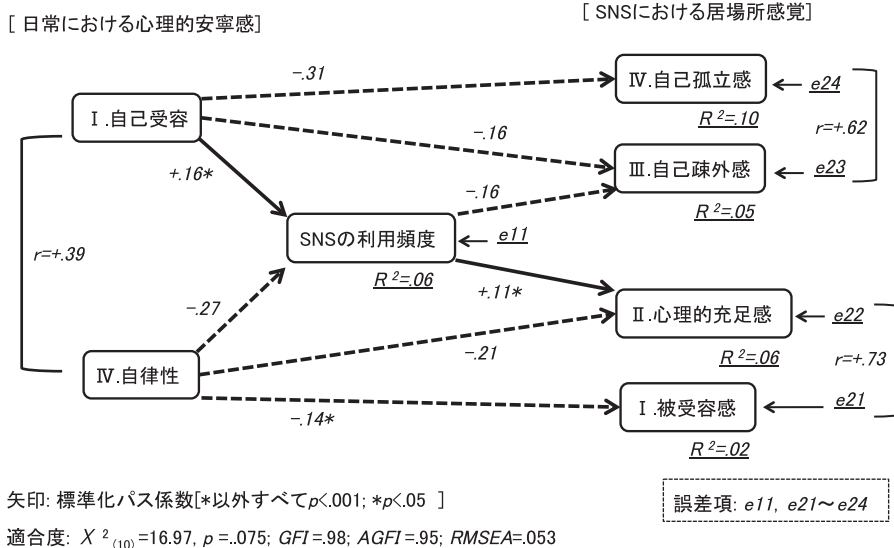 [ 日常における心理的安寧感]
[ SNSにおける居場所感覚]
-.31
Ⅳ.自己孤立感
e24
R²=.10
r=+.62
Ⅰ.自己受容
-.16
Ⅲ.自己疎外感
e23
R²=.05
+.16*
-.16
SNSの利用頻度
e11
R²=.06
r=+.39
+.11*
-.27
Ⅱ.心理的充足感
e22
R²=.06
r=+.73
-.21
Ⅳ.自律性
Ⅰ.被受容感
e21
R²=.02
-.14*
矢印: 標準化パス係数[*以外すべてp<.001; *p<.05 ]
誤差項: e11, e21~e24
適合度: X²(10)=16.97, p =..075; GFI=.98; AGFI=.95; RMSEA=.053